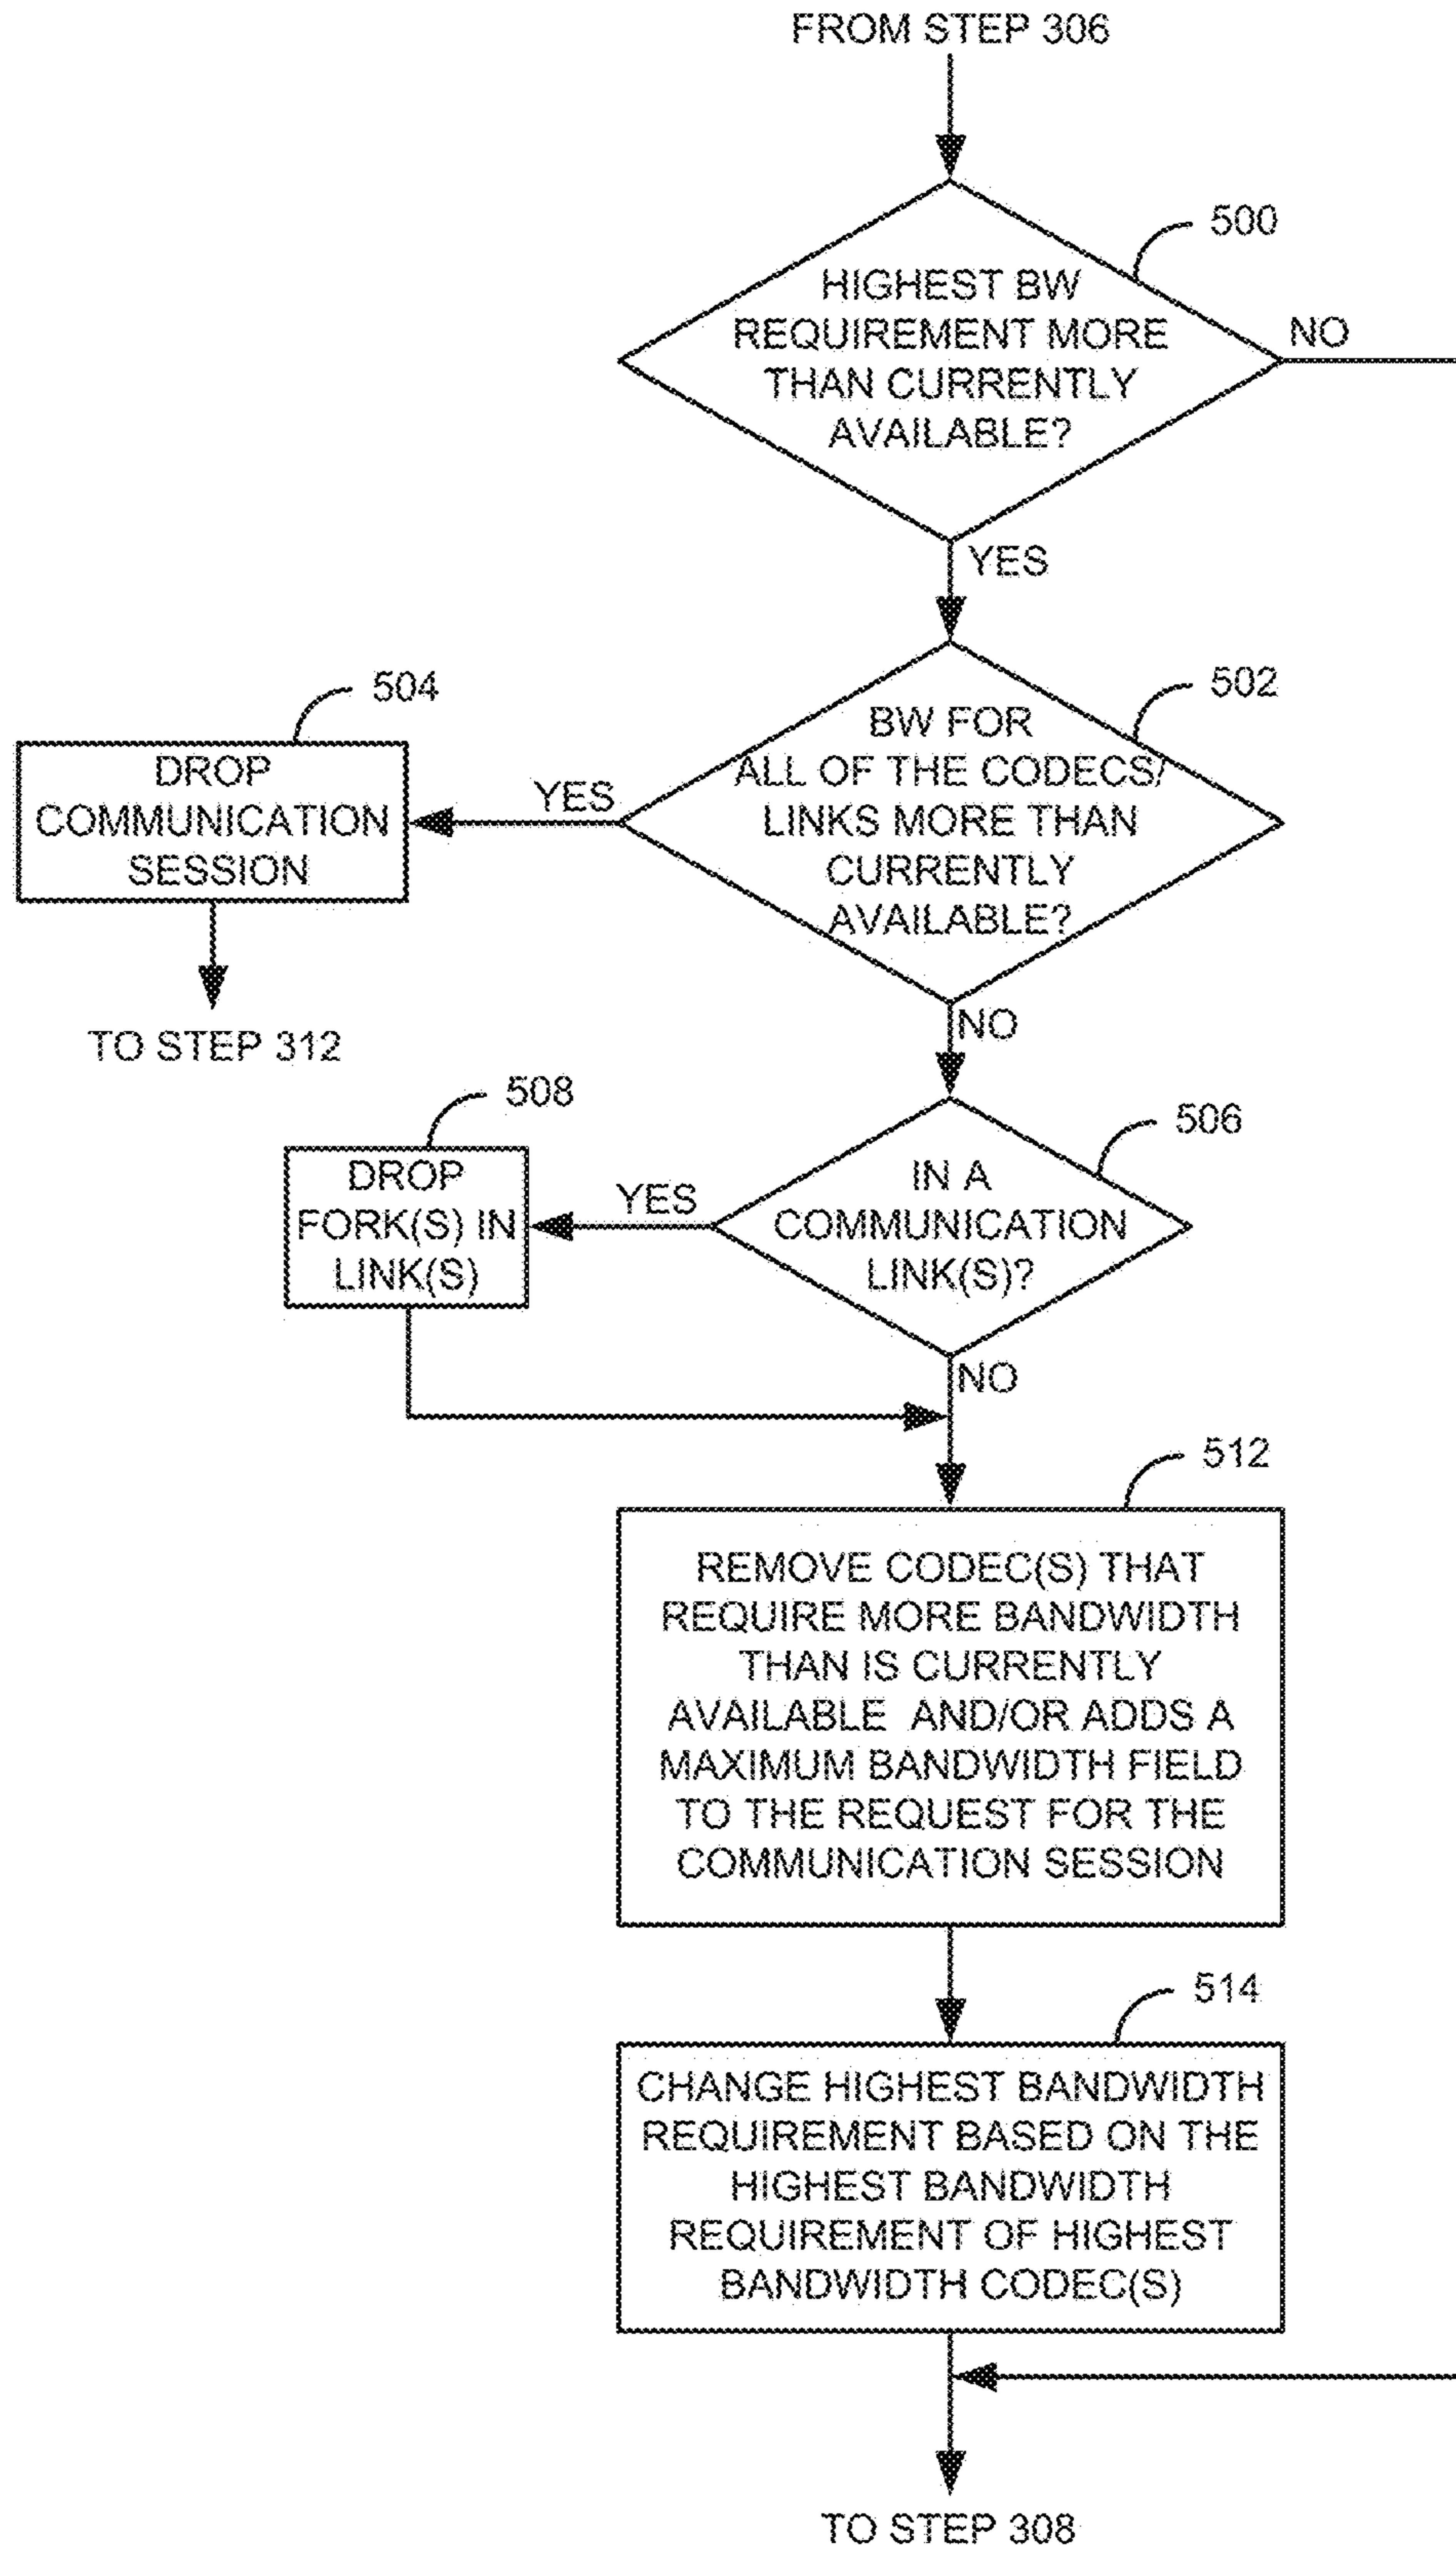 FROM STEP 306
500
HIGHEST BW
REQUIREMENT MORE
THAN CURRENTLY
AVAILABLE?
NO
YES
502
BW FOR
ALL OF THE CODECS/
LINKS MORE THAN
CURRENTLY
AVAILABLE?
YES
504
DROP
COMMUNICATION
SESSION
TO STEP 312
NO
506
IN A
COMMUNICATION
LINK(S)?
YES
508
DROP
FORK(S) IN
LINK(S)
NO
512
REMOVE CODEC(S) THAT
REQUIRE MORE BANDWIDTH
THAN IS CURRENTLY
AVAILABLE AND/OR ADDS A
MAXIMUM BANDWIDTH FIELD
TO THE REQUEST FOR THE
COMMUNICATION SESSION
514
CHANGE HIGHEST BANDWIDTH
REQUIREMENT BASED ON THE
HIGHEST BANDWIDTH
REQUIREMENT OF HIGHEST
BANDWIDTH CODEC(S)
TO STEP 308